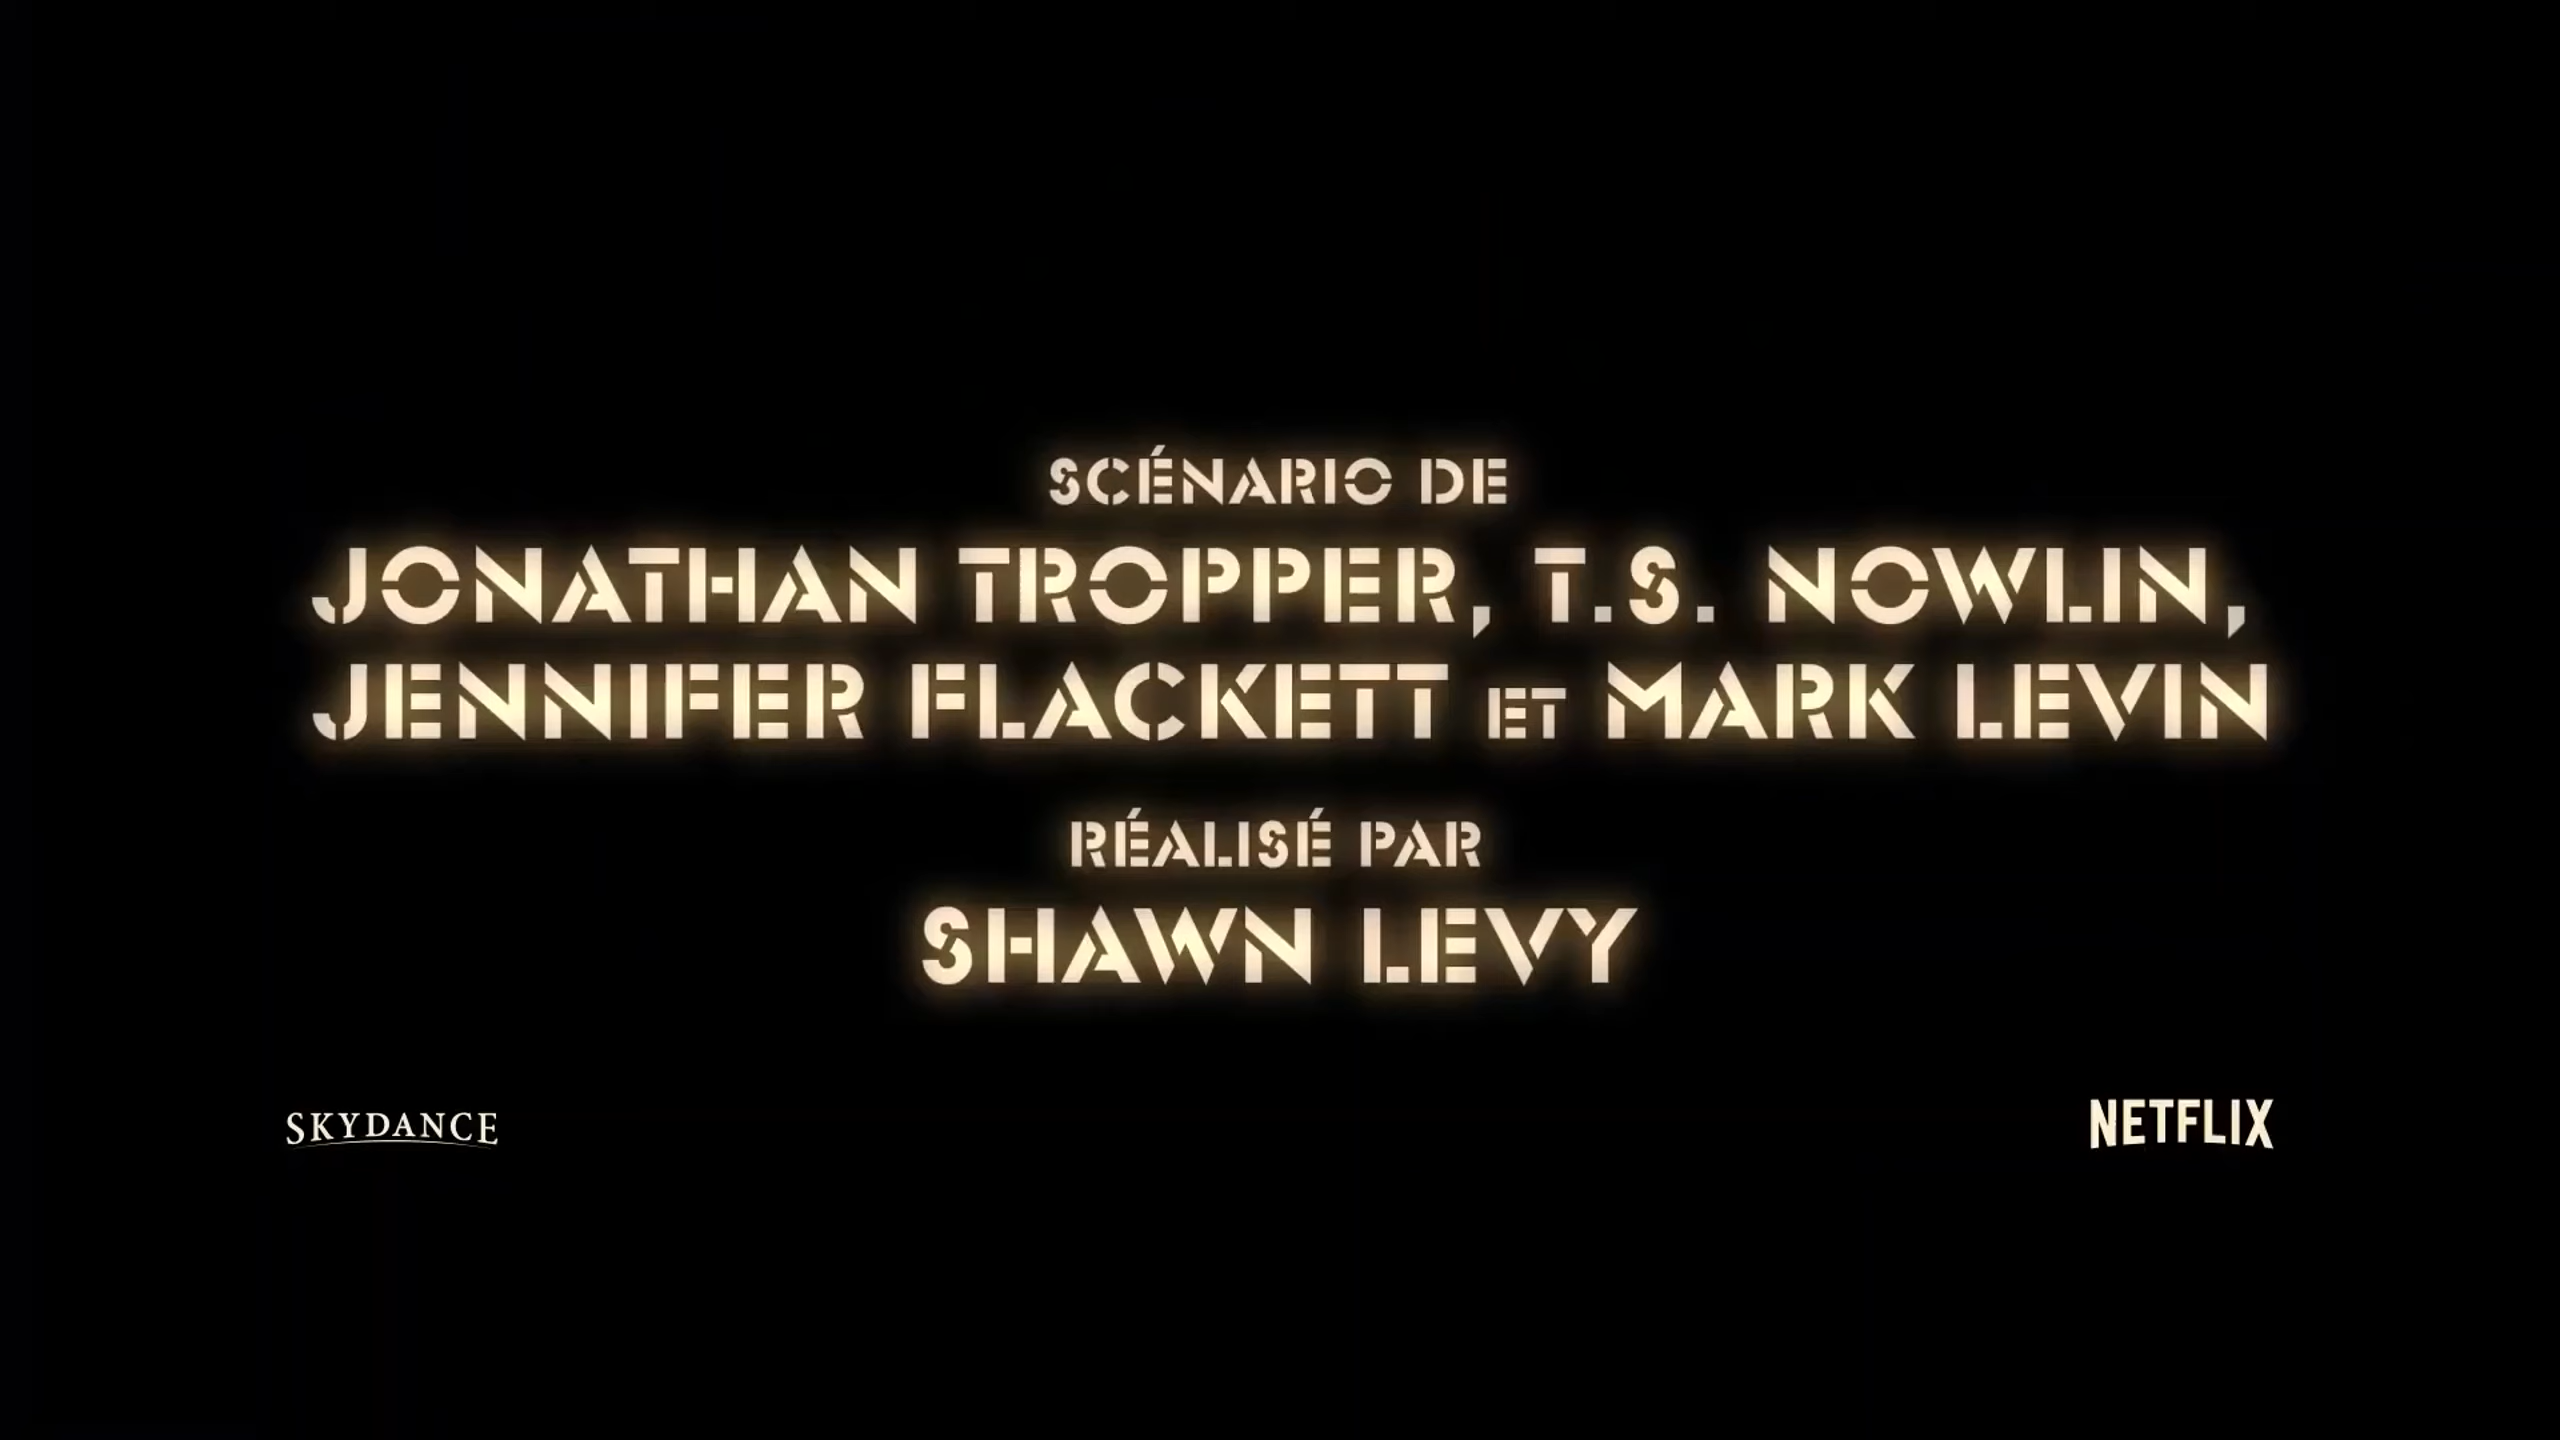 SCÉNARIO DE
JONATHAN TROPPER, T.S. NOWLIN,
JENNIFER FLACKETT ET MARK LEVIN
RÉALISÉ PAR
SHAWN LEVY
SKYDANCE
NETFLIX